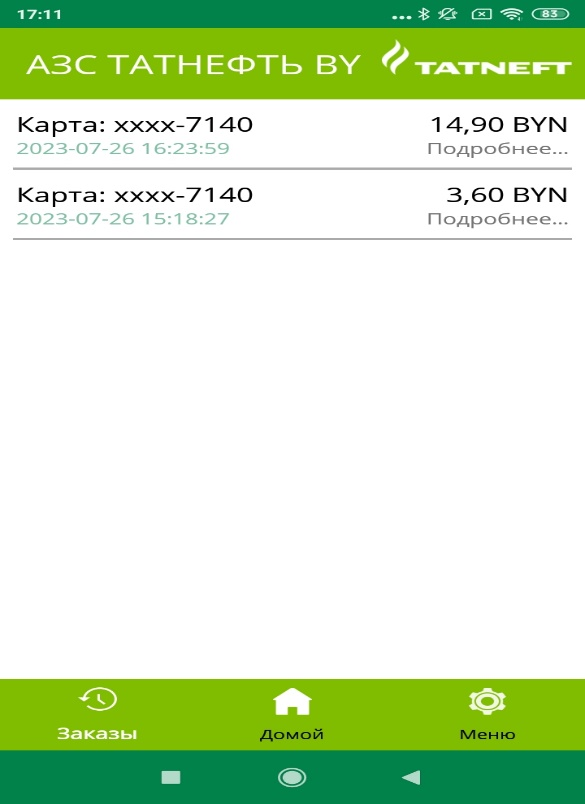 17:11
83
АЗС ТАТНЕФТЬ BY
TATNEFT
Карта: xxxx-7140
14,90 BYN
2023-07-26 16:23:59
Подробнее...
Карта: xxxx-7140
3,60 BYN
2023-07-26 15:18:27
Подробнее...
Заказы
Домой
Меню